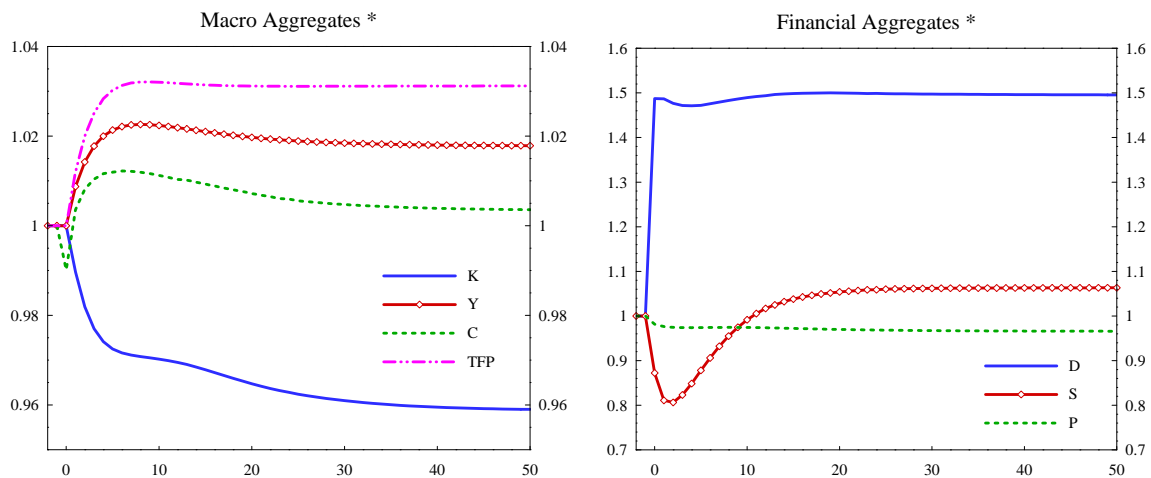 Macro Aggregates *
1.04 1.04
1.02 1.02
1 1
0.98 0.98
0.96 0.96
K
Y
C
TFP
0 10 20 30 40 50
Financial Aggregates *
1.6 1.6
1.5 1.5
1.4 1.4
1.3 1.3
1.2 1.2
1.1 1.1
1 1
0.9 0.9
0.8 0.8
0.7 0.7
D
S
P
0 10 20 30 40 50